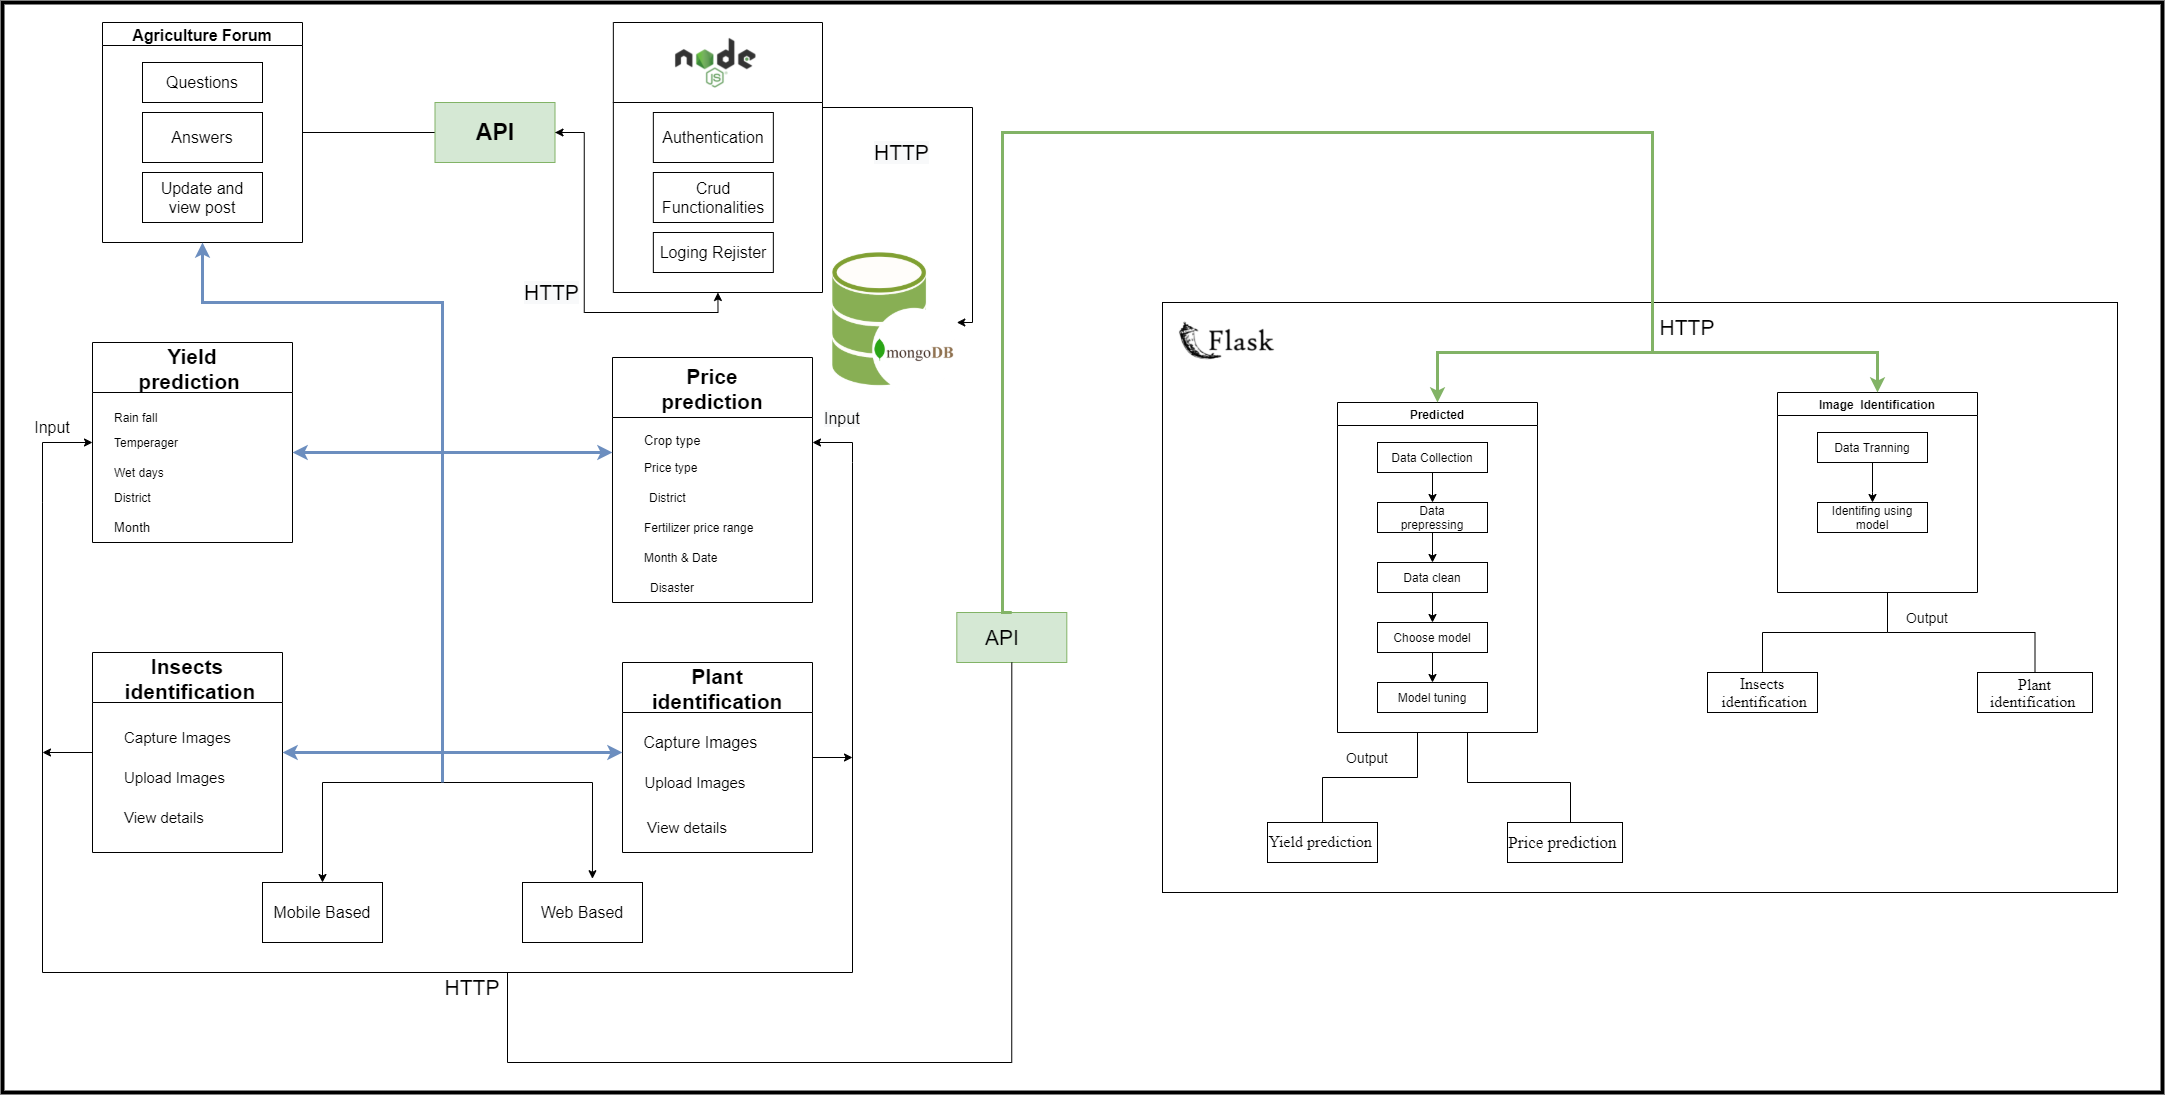 Agriculture Forum
Questions
Answers
Update and
view post
API
node
JS
Authentication
Crud
Functionalities
Loging Rejister
HTTP
HTTP
mongoDB
Yield
prediction
Input
Rain fall
Temperager
Wet days
District
Month
Price
prediction
Input
Crop type
Price type
District
Fertilizer price range
Month & Date
Disaster
Insects
identification
Capture Images
Upload Images
View details
Plant
identification
Capture Images
Upload Images
View details
Mobile Based
Web Based
HTTP
API
Flask
HTTP
Predicted
Data Collection
Data
prepressing
Data clean
Choose model
Model tuning
Output
Yield prediction
Price prediction
Image Identification
Data Tranning
Identifing using
model
Output
Insects
identification
Plant
identification